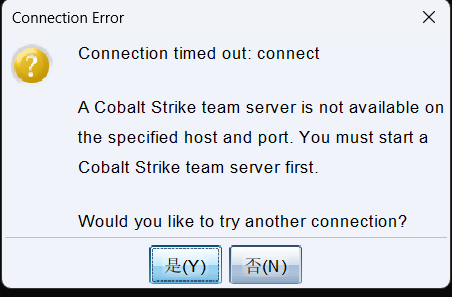 Connection Error
Connection timed out: connect
A Cobalt Strike team server is not available on
the specified host and port. You must start a
Cobalt Strike team server first.
Would you like to try another connection?
是(Y) 否(N)